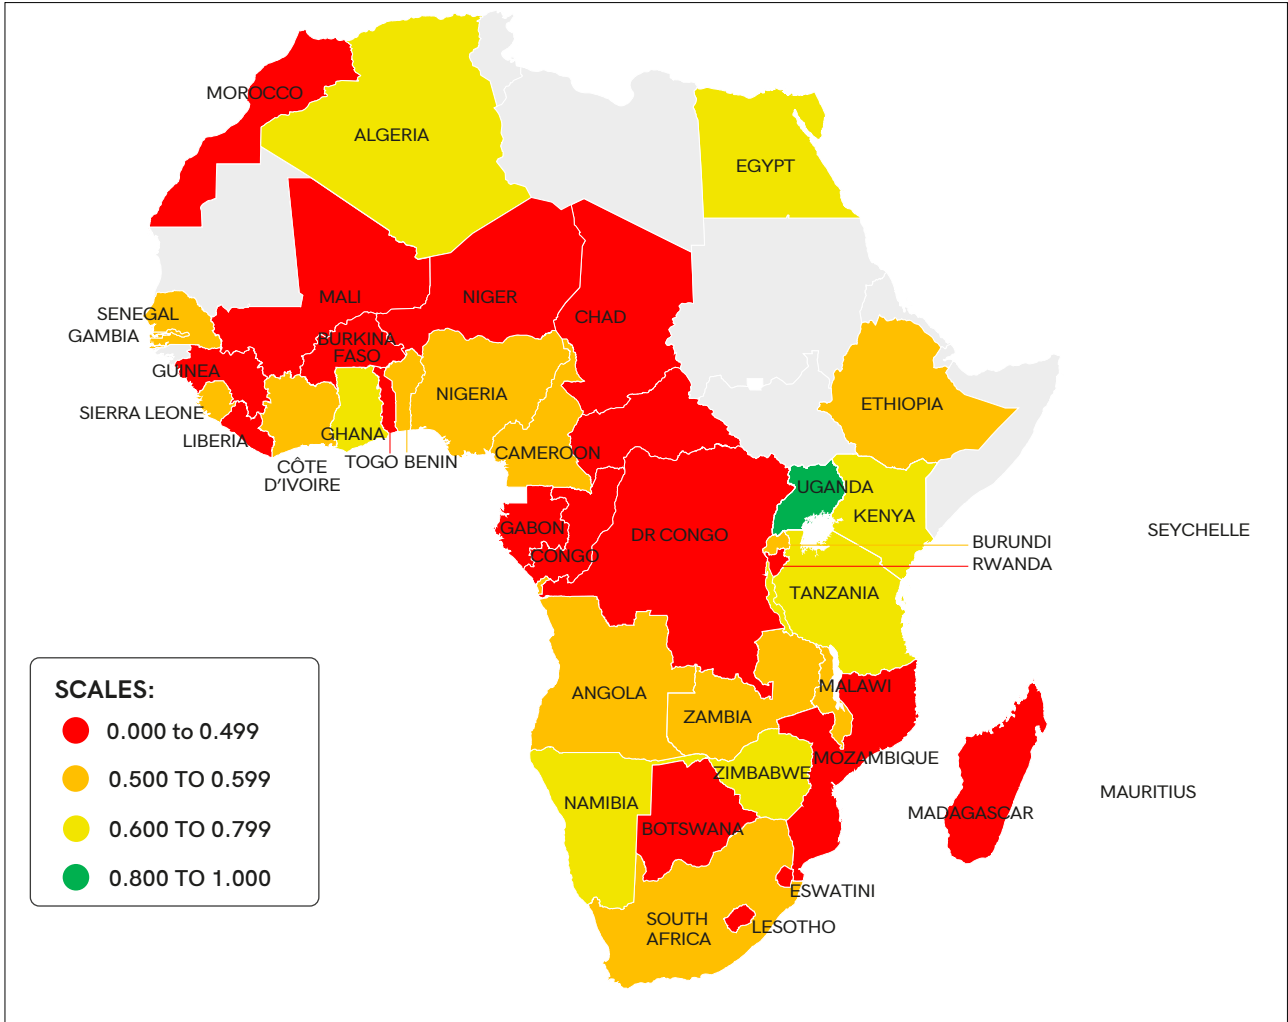 MOROCCO
ALGERIA
EGYPT
MALI
NIGER
CHAD
SENEGAL
GAMBIA
BURKINA
FASO
GUINEA
NIGERIA
ETHIOPIA
SIERRA LEONE
LIBERIA
GHANA
CÔTE
D'IVOIRE
TOGO
BENIN
CAMEROON
UGANDA
KENYA
GABON
CONGO
DR CONGO
SEYCHELLE
BURUNDI
RWANDA
TANZANIA
ANGOLA
ZAMBIA
MALAWI
MOZAMBIQUE
ZIMBABWE
NAMIBIA
BOTSWANA
MADAGASCAR
MAURITIUS
ESWATINI
SOUTH
AFRICA
LESOTHO
SCALES:
0.000 to 0.499
0.500 TO 0.599
0.600 TO 0.799
0.800 TO 1.000